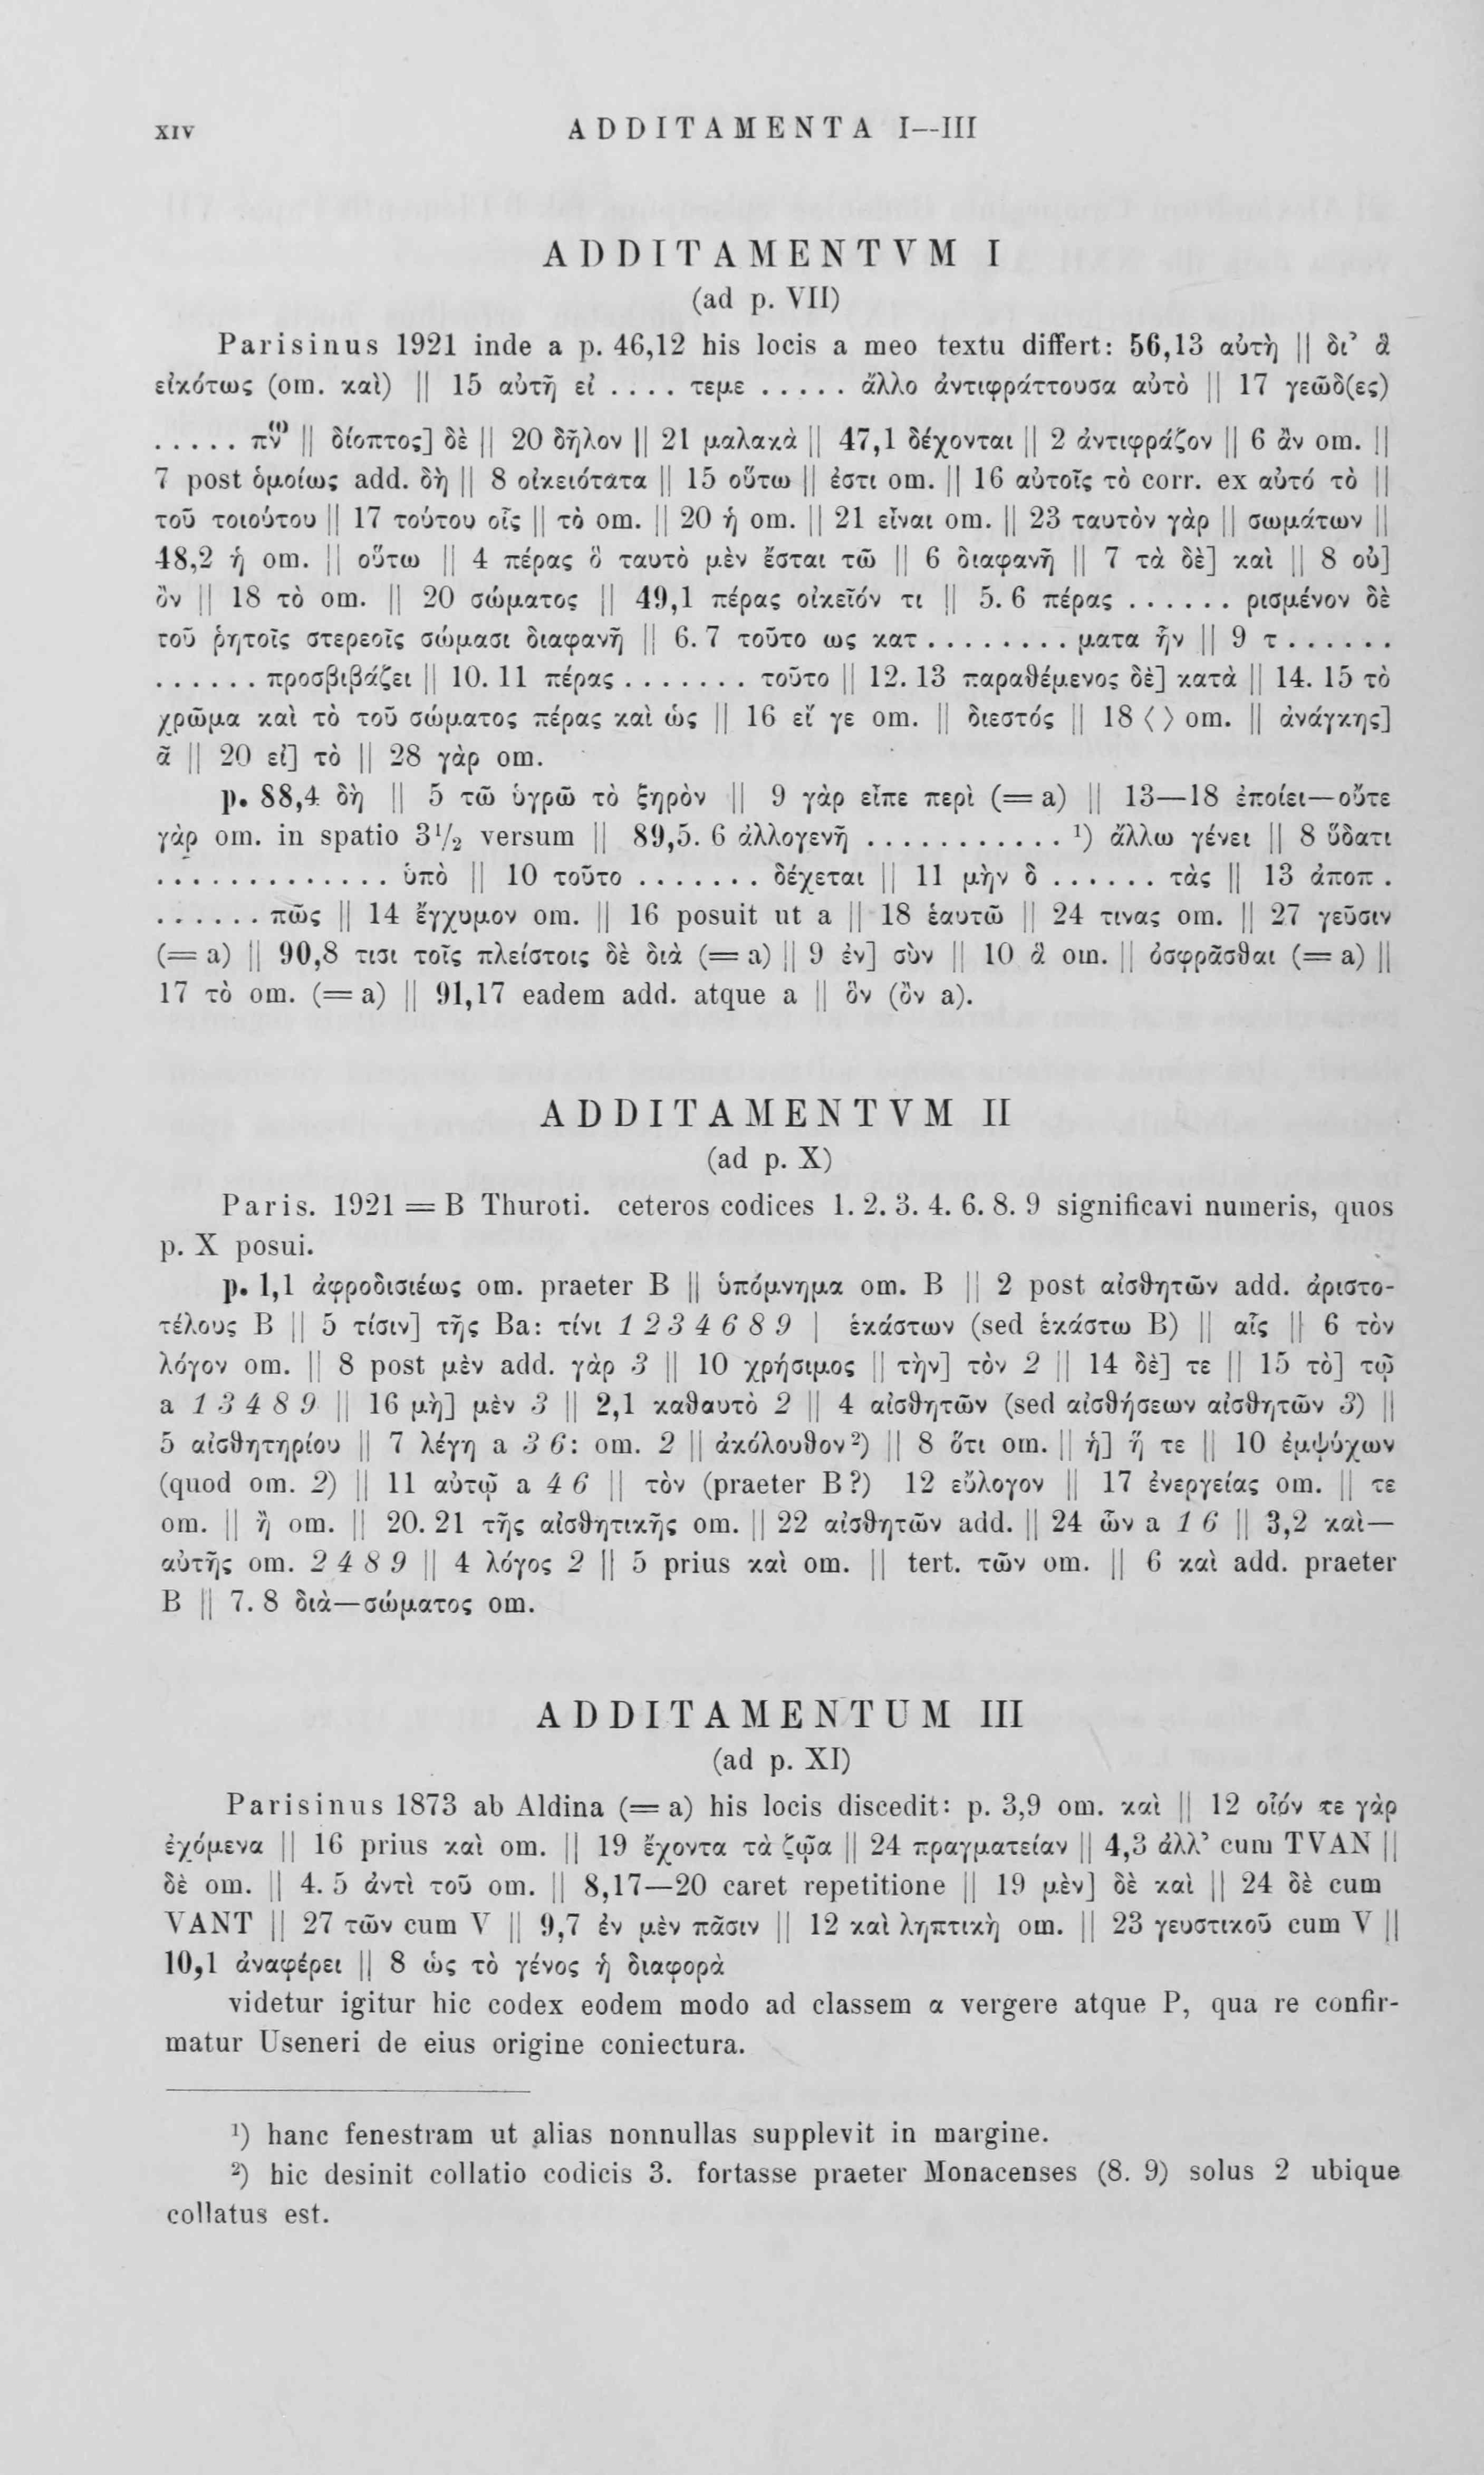 XIV ADDITAMENTA I—III
ADDITAMENTVM I
(ad p. VII)
Parisinus 1921 inde a p. 46,12 his locis a meo textu differt: 56,13 αὐτὴ || δι’ ἃ
εἰκότως (om. καὶ) || 15 αὐτῆ εἰ .... τεμε ..... ἄλλο ἀντιφράττουσα αὐτὸ || 17 γεῶδ(ες)
..... || δίοπτος] δὲ || 20 δῆλον || 21 μαλακὰ || 47,1 δέχονται || 2 ἀντιφράζον || 6 ἂν om. ||
7 post ὁμοίως add. δὴ || 8 οἰκειότατα || 15 οὕτω || ἐστι om. || 16 αὐτοῖς τὸ corr. ex αὐτό τὸ ||
τοῦ τοιούτου || 17 τούτου οἷς || τὸ om. || 20 ἡ om. || 21 εἶναι om. || 23 ταυτὸν γὰρ || σωμάτων ||
48,2 ἡ om. || οὕτω || 4 πέρας ὃ ταυτὸ μὲν ἔσται τῶ || 6 διαφανῆ || 7 τὰ δὲ] καὶ || 8 οὐ]
ὂν || 18 τὸ om. || 20 σώματος || 49,1 πέρας οἰκεῖόν τι || 5. 6 πέρας ...... ρισμένον δὲ
τοῦ ῥητοῖς στερεοῖς σώμασι διαφανῆ || 6. 7 τοῦτο ως κατ ........ ματα ἦν || 9 τ ......
...... προσβιβάζει || 10. 11 πέρας ....... τοῦτο || 12. 13 παραθέμενος δὲ] κατὰ || 14. 15 τὸ
χρῶμα καὶ τὸ τοῦ σώματος πέρας καὶ ὡς || 16 εἴ γε om. || διεστός || 18 ⟨ ⟩ om. || ἀνάγκης]
ᾶ || 20 εἰ] τὸ || 28 γὰρ om.
p. 88,4 δὴ || 5 τῶ ὑγρῶ τὸ ξηρὸν || 9 γὰρ εἶπε περὶ (= a) || 13—18 ἐποίει—οὔτε
γὰρ om. in spatio 3½ versum || 89,5. 6 ἀλλογενῆ ........... ¹) ἄλλω γένει || 8 ὕδατι
............. ὑπὸ || 10 τοῦτο ....... δέχεται || 11 μὴν δ ...... τὰς || 13 ἀποπ .
...... πῶς || 14 ἔγχυμον om. || 16 posuit ut a || 18 ἑαυτῶ || 24 τινας om. || 27 γεῦσιν
(= a) || 90,8 τισι τοῖς πλείστοις δὲ διὰ (= a) || 9 ἐν] σὺν || 10 ἃ om. || ὀσφρᾶσθαι (= a) ||
17 τὸ om. (= a) || 91,17 eadem add. atque a || ὃν (ὂν a).
ADDITAMENTVM II
(ad p. X)
Paris. 1921 = B Thuroti. ceteros codices 1. 2. 3. 4. 6. 8. 9 significavi numeris, quos
p. X posui.
p. 1,1 ἀφροδισιέως om. praeter B || ὑπόμνημα om. B || 2 post αἰσθητῶν add. ἀριστο-
τέλους B || 5 τίσιν] τῆς Ba: τίνι 1 2 3 4 6 8 9 | ἑκάστων (sed ἑκάστω B) || αἷς || 6 τὸν
λόγον om. || 8 post μὲν add. γὰρ 3 || 10 χρήσιμος || τὴν] τὸν 2 || 14 δὲ] τε || 15 τὸ] τῷ
a 1 3 4 8 9 || 16 μὴ] μὲν 3 || 2,1 καθαυτὸ 2 || 4 αἰσθητῶν (sed αἰσθήσεων αἰσθητῶν 3) ||
5 αἰσθητηρίου || 7 λέγη a 3 6: om. 2 || ἀκόλουθον²) || 8 ὅτι om. || ἡ] ἥ τε || 10 ἐμψύχων
(quod om. 2) || 11 αὐτῷ a 4 6 || τὸν (praeter B?) 12 εὔλογον || 17 ἐνεργείας om. || τε
om. || ἢ om. || 20. 21 τῆς αἰσθητικῆς om. || 22 αἰσθητῶν add. || 24 ὧν a 1 6 || 3,2 καὶ—
αὐτῆς om. 2 4 8 9 || 4 λόγος 2 || 5 prius καὶ om. || tert. τῶν om. || 6 καὶ add. praeter
B || 7. 8 διὰ—σώματος om.
ADDITAMENTUM III
(ad p. XI)
Parisinus 1873 ab Aldina (= a) his locis discedit: p. 3,9 om. καὶ || 12 οἷόν τε γὰρ
ἐχόμενα || 16 prius καὶ om. || 19 ἔχοντα τὰ ζῷα || 24 πραγματείαν || 4,3 ἀλλ’ cum TVAN ||
δὲ om. || 4. 5 ἀντὶ τοῦ om. || 8,17—20 caret repetitione || 19 μὲν] δὲ καὶ || 24 δὲ cum
VANT || 27 τῶν cum V || 9,7 ἐν μὲν πᾶσιν || 12 καὶ ληπτικὴ om. || 23 γευστικοῦ cum V ||
10,1 ἀναφέρει || 8 ὡς τὸ γένος ἡ διαφορὰ
videtur igitur hic codex eodem modo ad classem α vergere atque P, qua re confir-
matur Useneri de eius origine coniectura.
¹) hanc fenestram ut alias nonnullas supplevit in margine.
²) hic desinit collatio codicis 3. fortasse praeter Monacenses (8. 9) solus 2 ubique
collatus est.